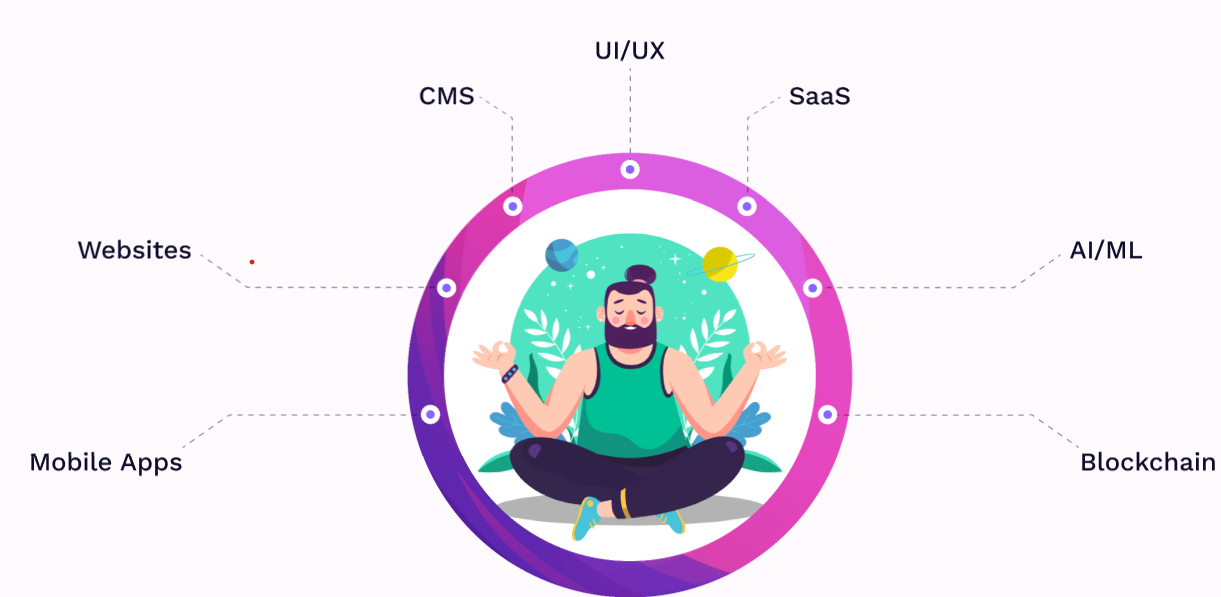 UI/UX
CMS
SaaS
Websites
AI/ML
Mobile Apps
Blockchain